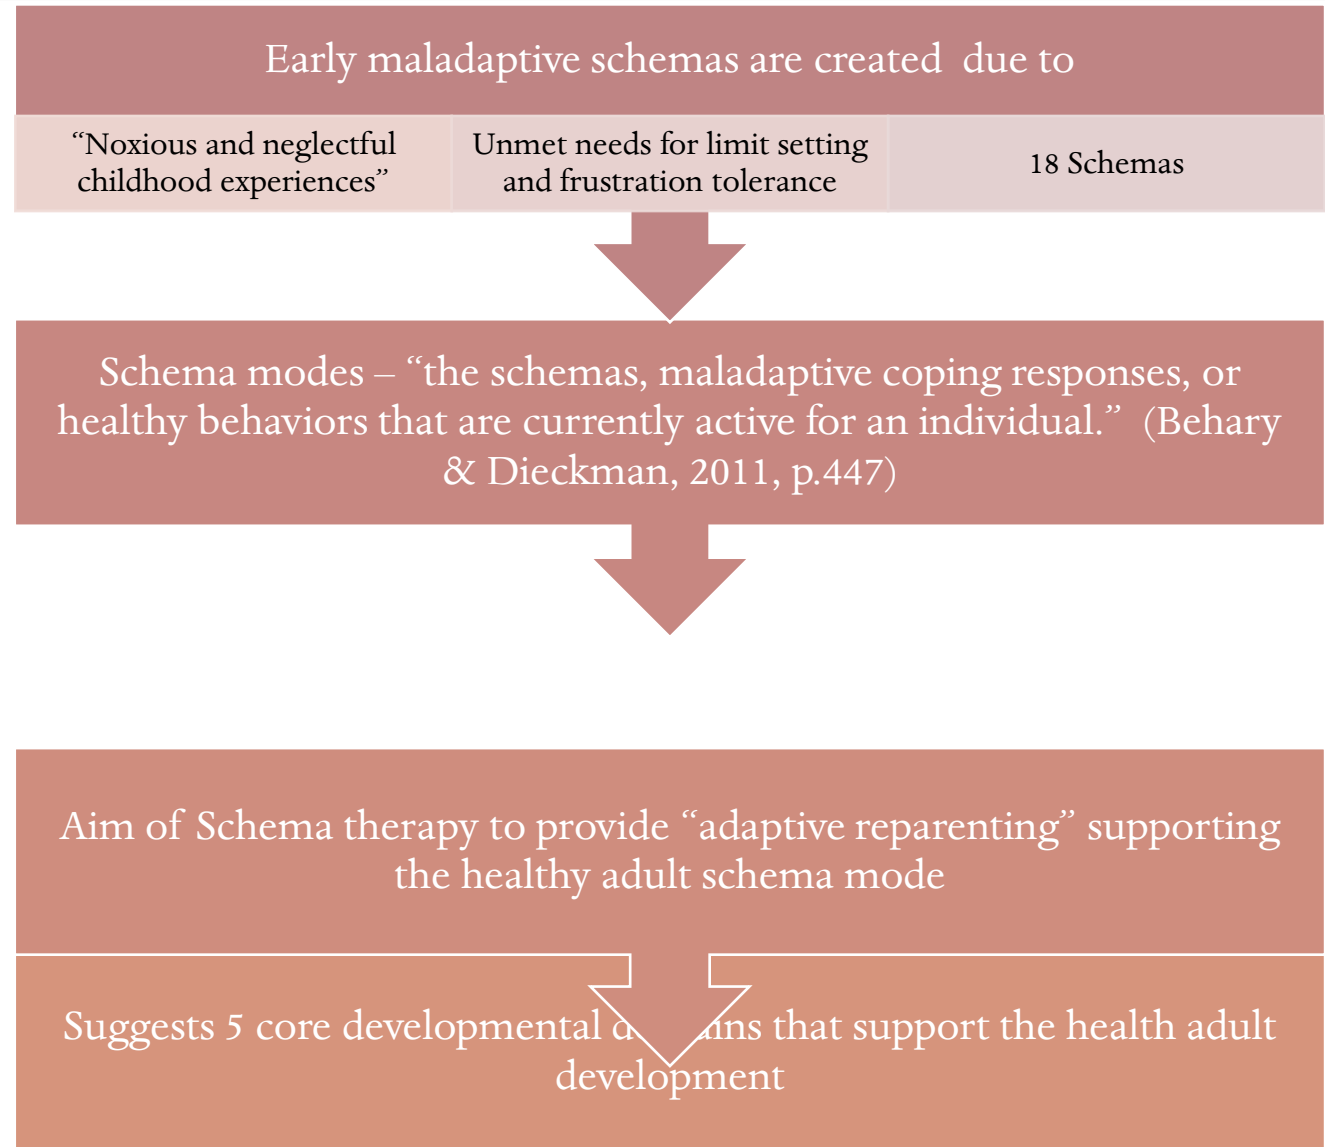 Early maladaptive schemas are created  due to
“Noxious and neglectful
childhood experiences”
Unmet needs for limit setting
and frustration tolerance
18 Schemas
Schema modes – “the schemas, maladaptive coping responses, or
healthy behaviors that are currently active for an individual.”  (Behary
& Dieckman, 2011, p.447)
Aim of Schema therapy to provide “adaptive reparenting” supporting
the healthy adult schema mode
Suggests 5 core developmental that support the health adult
development